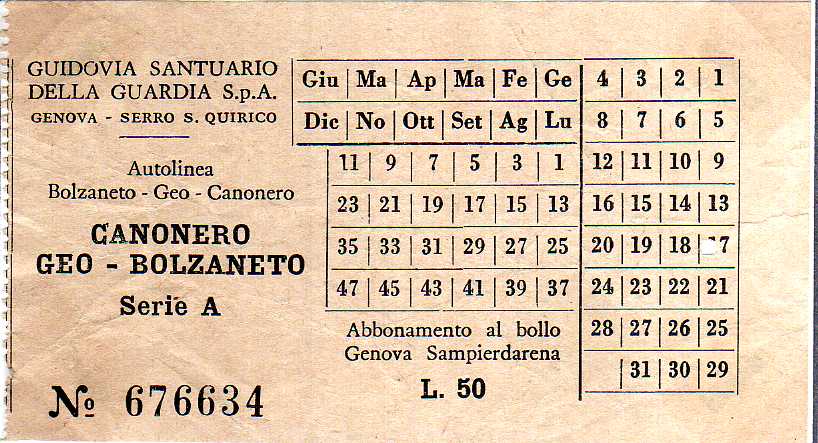 GUIDOVIA SANTUARIO
DELLA GUARDIA S.p.A.
GENOVA - SERRO S. QUIRICO
Autolinea
Bolzaneto - Geo - Canonero
CANONERO
GEO - BOLZANETO
Serie A
No 676634
Giu | Ma | Ap | Ma | Fe | Ge
Dic | No | Ott | Set | Ag | Lu
11 | 9 | 7 | 5 | 3 | 1
23 | 21 | 19 | 17 | 15 | 13
35 | 33 | 31 | 29 | 27 | 25
47 | 45 | 43 | 41 | 39 | 37
Abbonamento al bollo
Genova Sampierdarena
L. 50
4 | 3 | 2 | 1
8 | 7 | 6 | 5
12 | 11 | 10 | 9
16 | 15 | 14 | 13
20 | 19 | 18 | 17
24 | 23 | 22 | 21
28 | 27 | 26 | 25
| 31 | 30 | 29